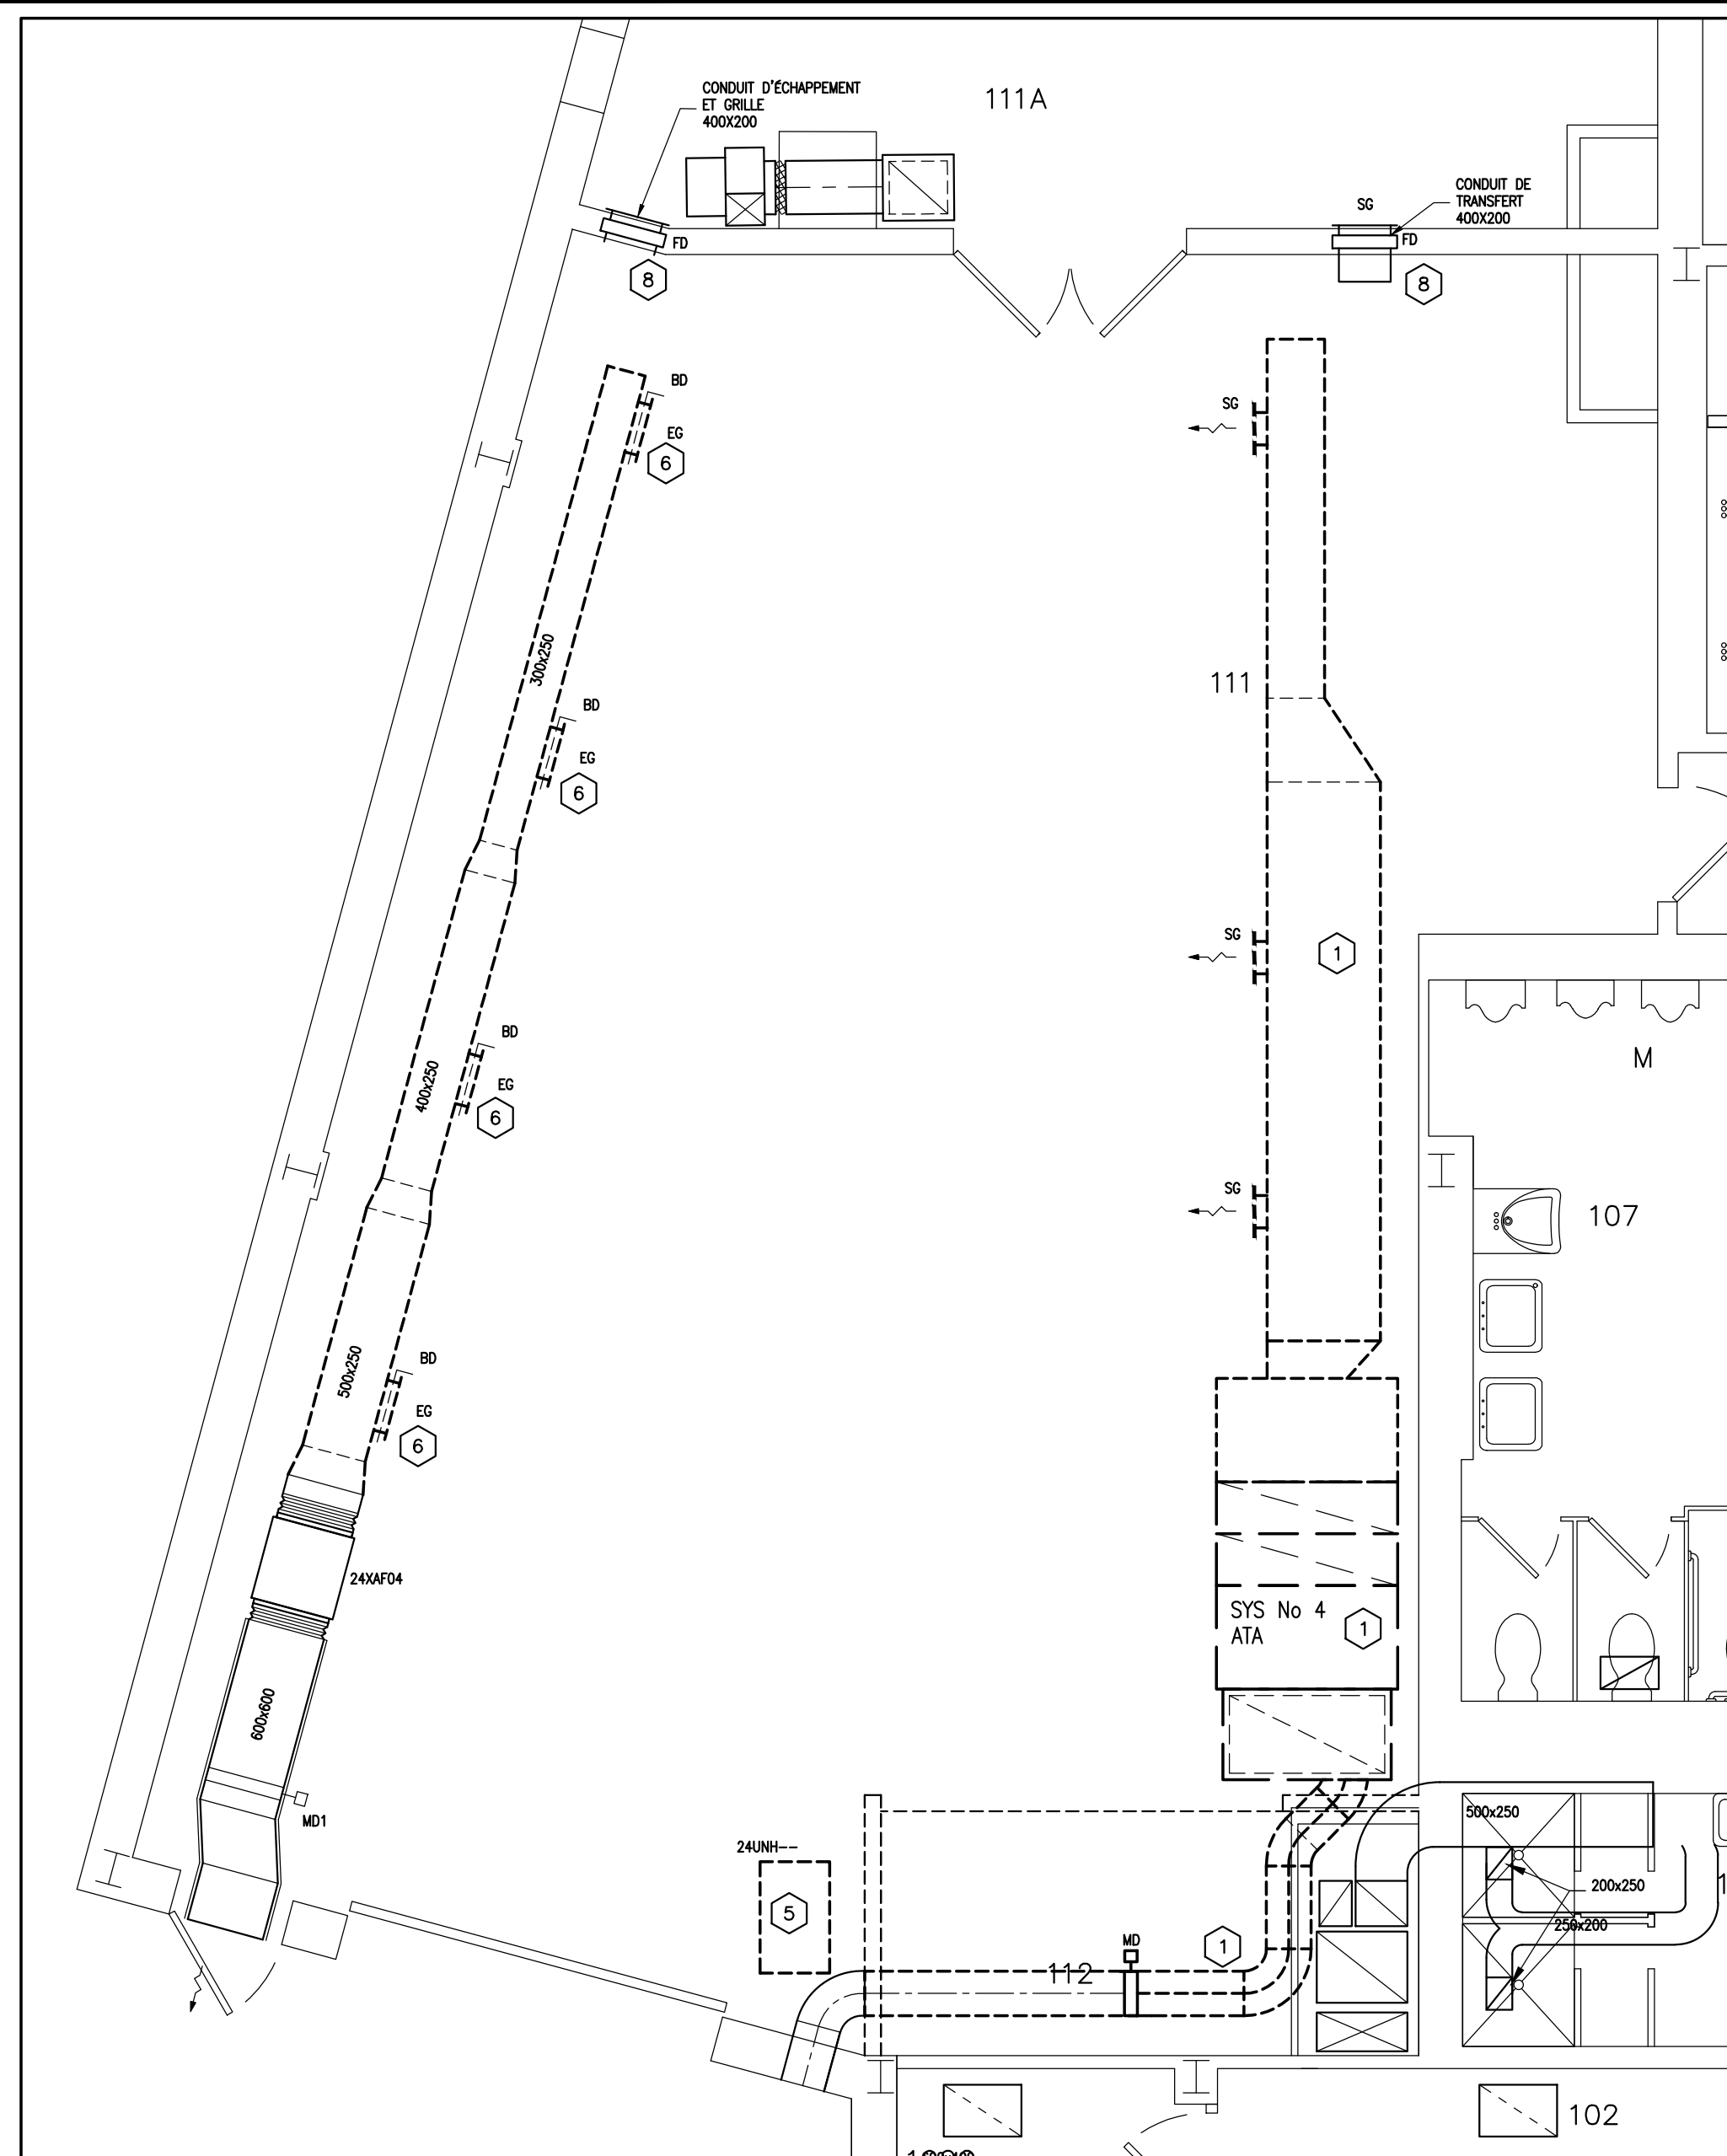 CONDUIT D'ÉCHAPPEMENT
ET GRILLE
400X200
111A
CONDUIT DE
TRANSFERT
400X200
SG
FD
FD
8
8
BD
SG
EG
6
300x250
111
BD
EG
6
SG
1
BD
M
400x250
EG
6
SG
107
500x250
BD
EG
6
24XAF04
SYS No 4
ATA
1
600x600
MD1
500x250
24UNH--
200x250
5
250x200
MD
1
112
102